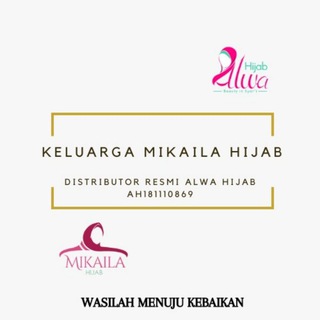 Hijab
Alwa
KELUARGA MIKAILA HIJAB
DISTRIBUTOR RESMI ALWA HIJAB
AH181110869
MIKAILA
HIJAB
WASILAH MENUJU KEBAIKAN